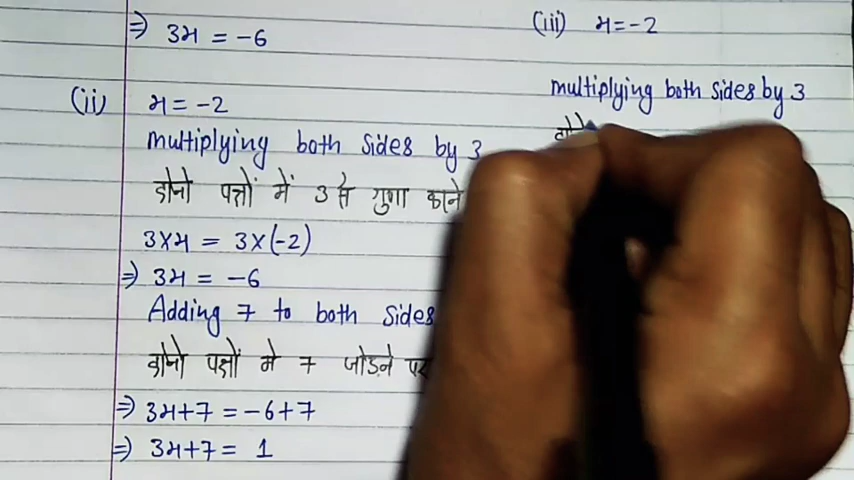 ⇒ 3x = -6
(ii) x = -2
multiplying both sides by 3
दोनो पक्षों में 3 से गुणा करने
3×x = 3×(-2)
⇒ 3x = -6
Adding 7 to both sides
दोनो पक्षों मे 7 जोड़ने पर
⇒ 3x+7 = -6+7
⇒ 3x+7 = 1
(iii) x = -2
multiplying both sides by 3